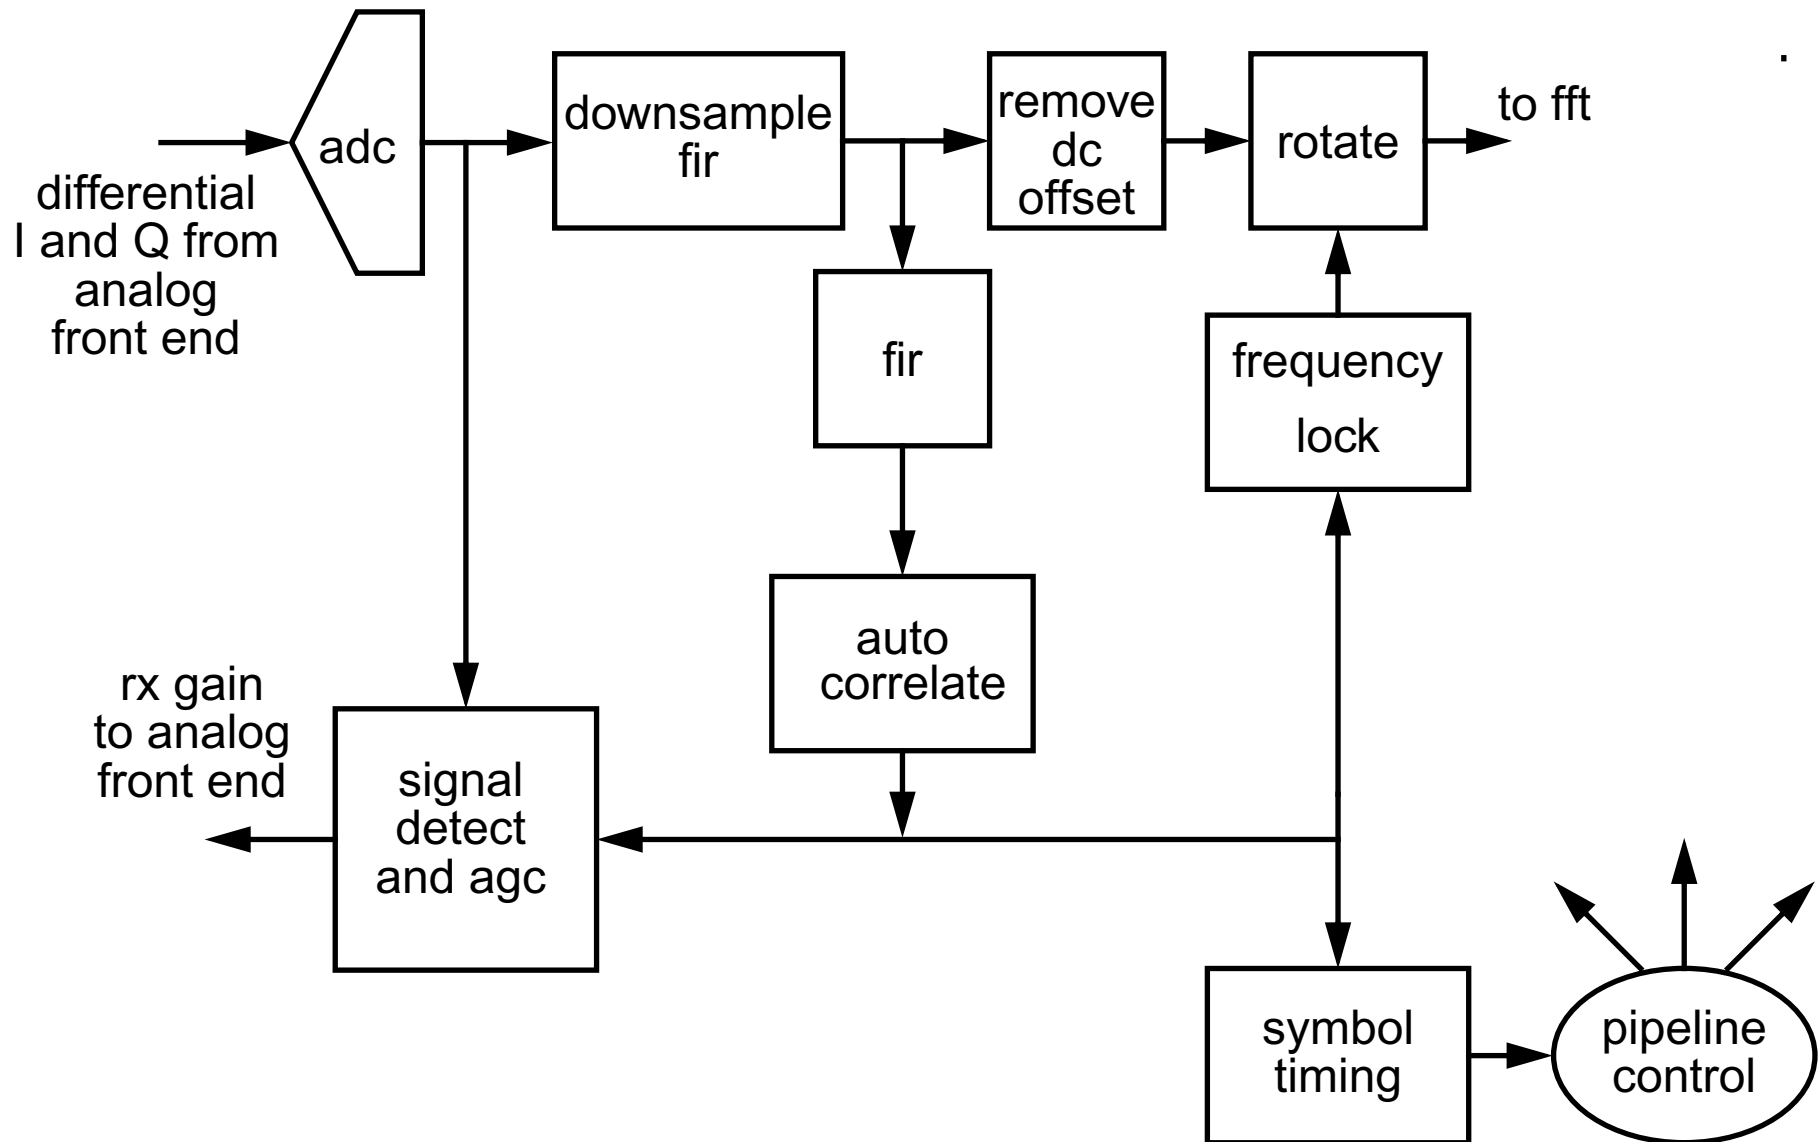 adc
differential
I and Q from
analog
front end
downsample
fir
remove
dc
offset
rotate
to fft
.
fir
frequency
lock
auto
correlate
rx gain
to analog
front end
signal
detect
and agc
symbol
timing
pipeline
control